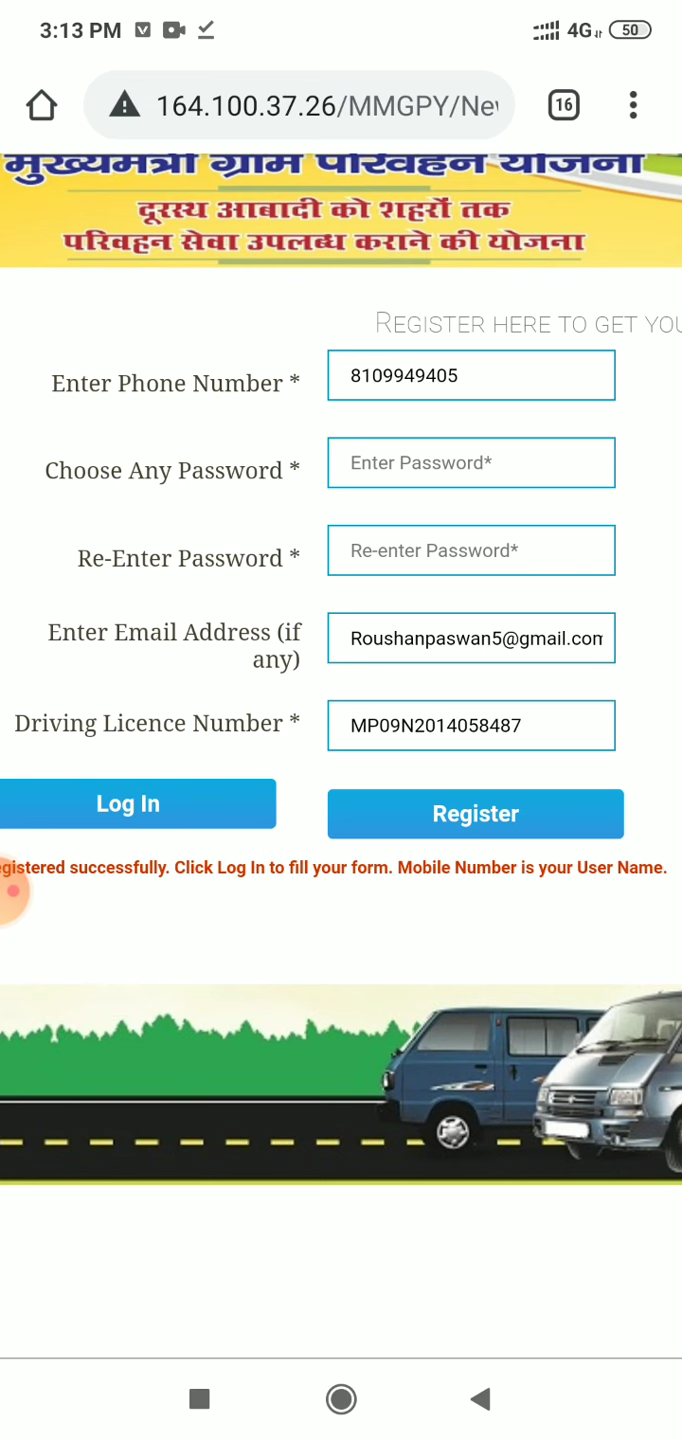 3:13 PM 4G 50
164.100.37.26/MMGPY/Ne 16
मुख्यमंत्री ग्राम परिवहन योजना
दूरस्थ आबादी को शहरों तक
परिवहन सेवा उपलब्ध कराने की योजना
REGISTER HERE TO GET YOU
Enter Phone Number * 8109949405
Choose Any Password * Enter Password*
Re-Enter Password * Re-enter Password*
Enter Email Address (if any) Roushanpaswan5@gmail.com
Driving Licence Number * MP09N2014058487
Log In Register
egistered successfully. Click Log In to fill your form. Mobile Number is your User Name.